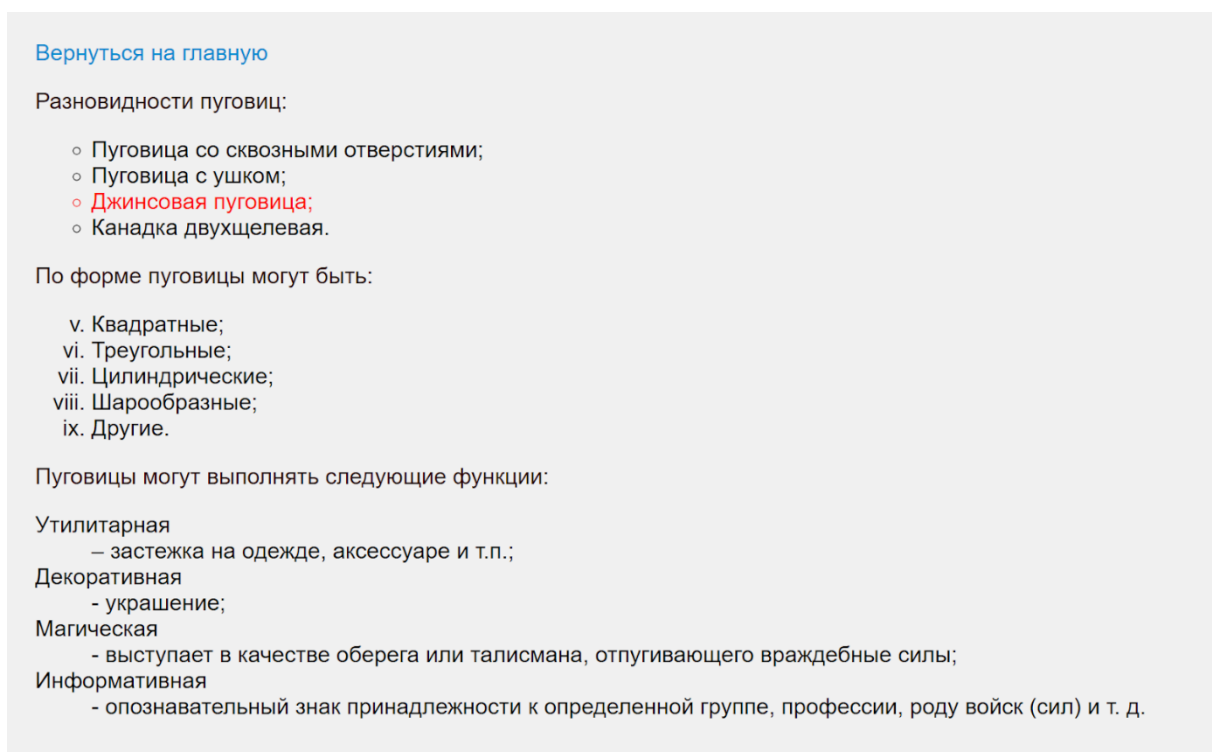 Вернуться на главную
Разновидности пуговиц:
◦ Пуговица со сквозными отверстиями;
◦ Пуговица с ушком;
◦ Джинсовая пуговица;
◦ Канадка двухщелевая.
По форме пуговицы могут быть:
v. Квадратные;
vi. Треугольные;
vii. Цилиндрические;
viii. Шарообразные;
ix. Другие.
Пуговицы могут выполнять следующие функции:
Утилитарная
– застежка на одежде, аксессуаре и т.п.;
Декоративная
- украшение;
Магическая
- выступает в качестве оберега или талисмана, отпугивающего враждебные силы;
Информативная
- опознавательный знак принадлежности к определенной группе, профессии, роду войск (сил) и т. д.